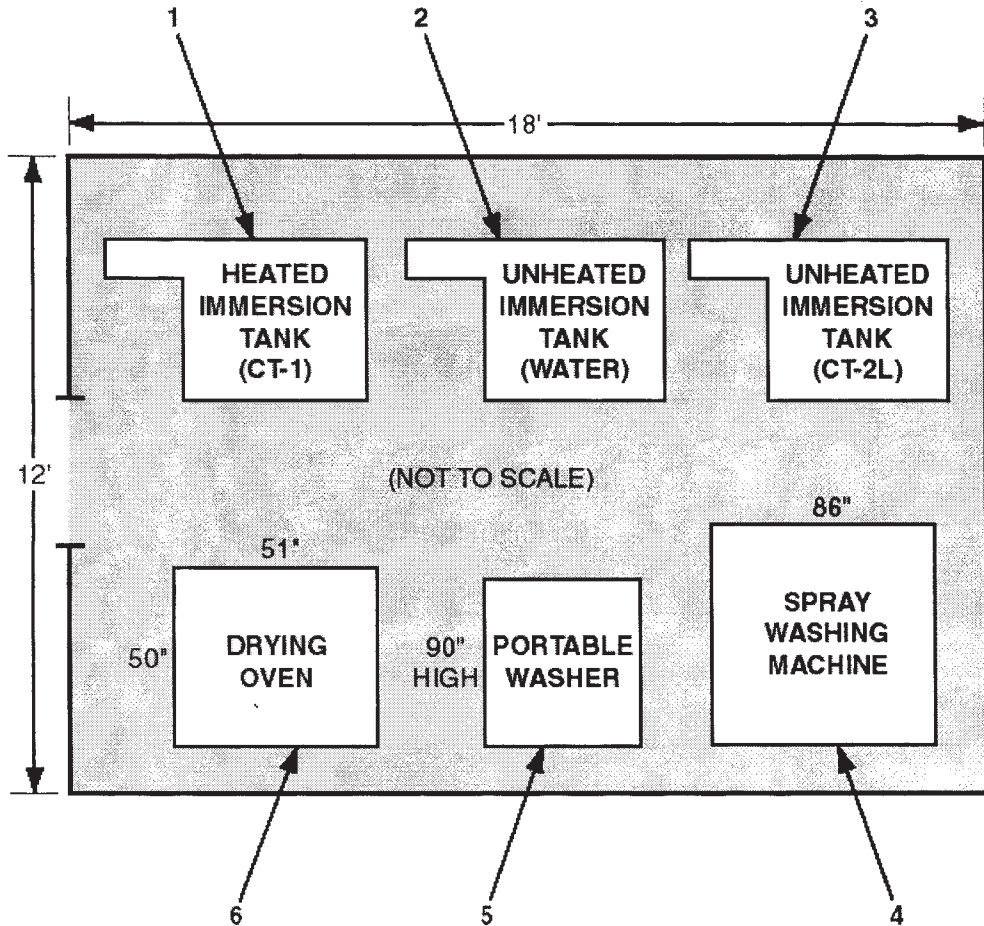 1
2
3
18'
HEATED
IMMERSION
TANK
(CT-1)
UNHEATED
IMMERSION
TANK
(WATER)
UNHEATED
IMMERSION
TANK
(CT-2L)
12'
(NOT TO SCALE)
51"
50"
DRYING
OVEN
90"
HIGH
PORTABLE
WASHER
86"
SPRAY
WASHING
MACHINE
6
5
4